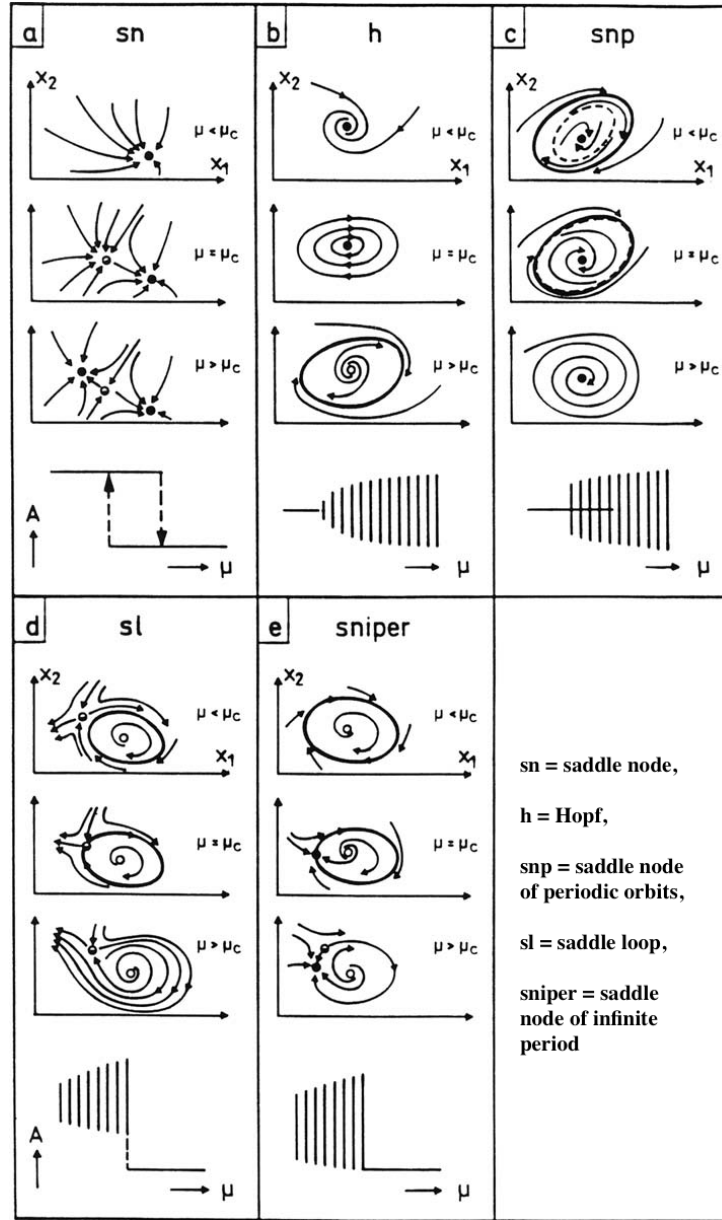 a sn
X₂
μ < μc
X₁
μ = μc
μ > μc
A
μ
b h
X₂
μ < μc
X₁
μ = μc
μ > μc
μ
c snp
X₂
μ < μc
X₁
μ = μc
μ > μc
μ
d sl
X₂
μ < μc
X₁
μ = μc
μ > μc
A
μ
e sniper
X₂
μ < μc
μ = μc
μ > μc
μ
sn = saddle node,
h = Hopf,
snp = saddle node
of periodic orbits,
sl = saddle loop,
sniper = saddle
node of infinite
period